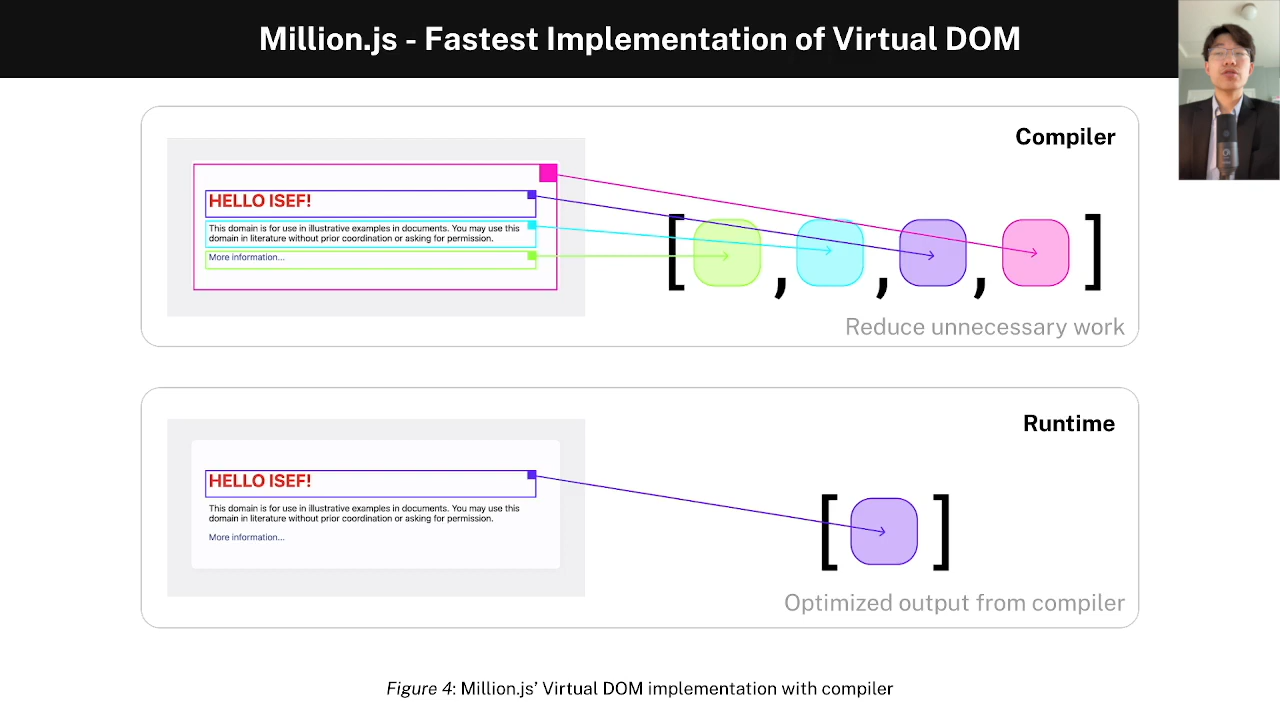 Million.js - Fastest Implementation of Virtual DOM
Compiler
HELLO ISEF!
This domain is for use in illustrative examples in documents. You may use this
domain in literature without prior coordination or asking for permission.
More information...
[ , , , ]
Reduce unnecessary work
Runtime
HELLO ISEF!
This domain is for use in illustrative examples in documents. You may use this
domain in literature without prior coordination or asking for permission.
More information...
[ ]
Optimized output from compiler
Figure 4: Million.js’ Virtual DOM implementation with compiler